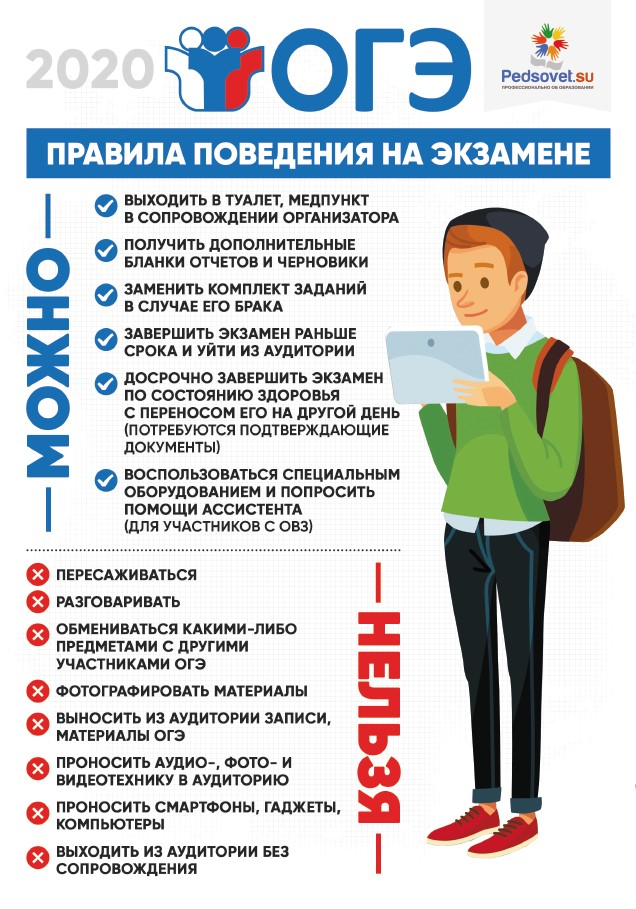 2020 ОГЭ
Pedsovet.su
ПРОФЕССИОНАЛЬНО ОБ ОБРАЗОВАНИИ
ПРАВИЛА ПОВЕДЕНИЯ НА ЭКЗАМЕНЕ
МОЖНО
ВЫХОДИТЬ В ТУАЛЕТ, МЕДПУНКТ
В СОПРОВОЖДЕНИИ ОРГАНИЗАТОРА
ПОЛУЧИТЬ ДОПОЛНИТЕЛЬНЫЕ
БЛАНКИ ОТЧЕТОВ И ЧЕРНОВИКИ
ЗАМЕНИТЬ КОМПЛЕКТ ЗАДАНИЙ
В СЛУЧАЕ ЕГО БРАКА
ЗАВЕРШИТЬ ЭКЗАМЕН РАНЬШЕ
СРОКА И УЙТИ ИЗ АУДИТОРИИ
ДОСРОЧНО ЗАВЕРШИТЬ ЭКЗАМЕН
ПО СОСТОЯНИЮ ЗДОРОВЬЯ
С ПЕРЕНОСОМ ЕГО НА ДРУГОЙ ДЕНЬ
(ПОТРЕБУЮТСЯ ПОДТВЕРЖДАЮЩИЕ
ДОКУМЕНТЫ)
ВОСПОЛЬЗОВАТЬСЯ СПЕЦИАЛЬНЫМ
ОБОРУДОВАНИЕМ И ПОПРОСИТЬ
ПОМОЩИ АССИСТЕНТА
(ДЛЯ УЧАСТНИКОВ С ОВЗ)
НЕЛЬЗЯ
ПЕРЕСАЖИВАТЬСЯ
РАЗГОВАРИВАТЬ
ОБМЕНИВАТЬСЯ КАКИМИ-ЛИБО
ПРЕДМЕТАМИ С ДРУГИМИ
УЧАСТНИКАМИ ОГЭ
ФОТОГРАФИРОВАТЬ МАТЕРИАЛЫ
ВЫНОСИТЬ ИЗ АУДИТОРИИ ЗАПИСИ,
МАТЕРИАЛЫ ОГЭ
ПРОНОСИТЬ АУДИО-, ФОТО- И
ВИДЕОТЕХНИКУ В АУДИТОРИЮ
ПРОНОСИТЬ СМАРТФОНЫ, ГАДЖЕТЫ,
КОМПЬЮТЕРЫ
ВЫХОДИТЬ ИЗ АУДИТОРИИ БЕЗ
СОПРОВОЖДЕНИЯ